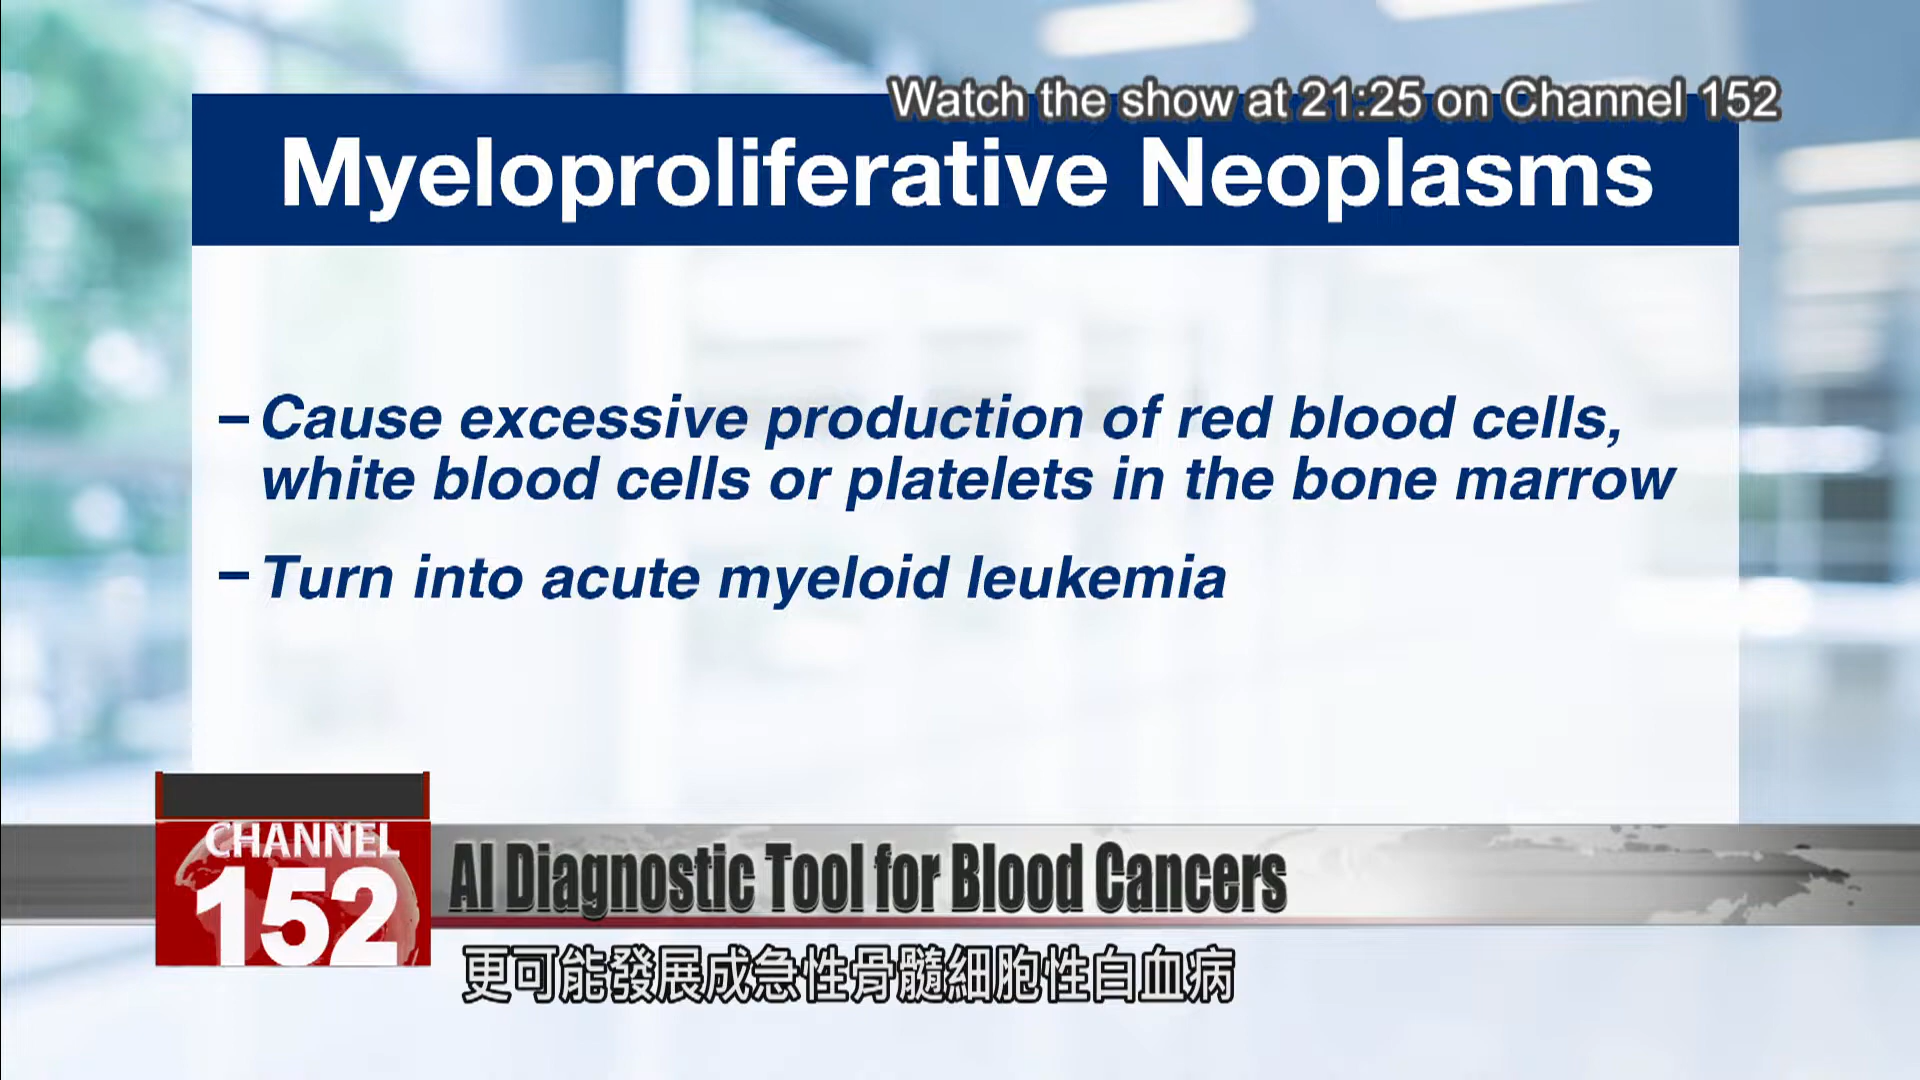 Watch the show at 21:25 on Channel 152
Myeloproliferative Neoplasms
– Cause excessive production of red blood cells,
white blood cells or platelets in the bone marrow
– Turn into acute myeloid leukemia
CHANNEL
152
AI Diagnostic Tool for Blood Cancers
更可能發展成急性骨髓細胞性白血病